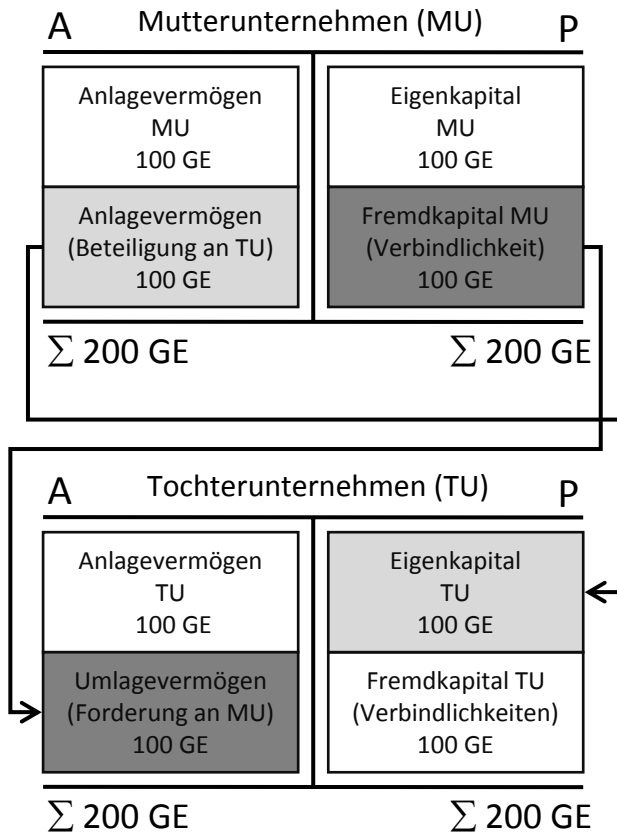 A Mutterunternehmen (MU) P
Anlagevermögen
MU
100 GE
Eigenkapital
MU
100 GE
Anlagevermögen
(Beteiligung an TU)
100 GE
Fremdkapital MU
(Verbindlichkeit)
100 GE
∑ 200 GE
∑ 200 GE
A Tochterunternehmen (TU) P
Anlagevermögen
TU
100 GE
Eigenkapital
TU
100 GE
Umlagevermögen
(Forderung an MU)
100 GE
Fremdkapital TU
(Verbindlichkeiten)
100 GE
∑ 200 GE
∑ 200 GE